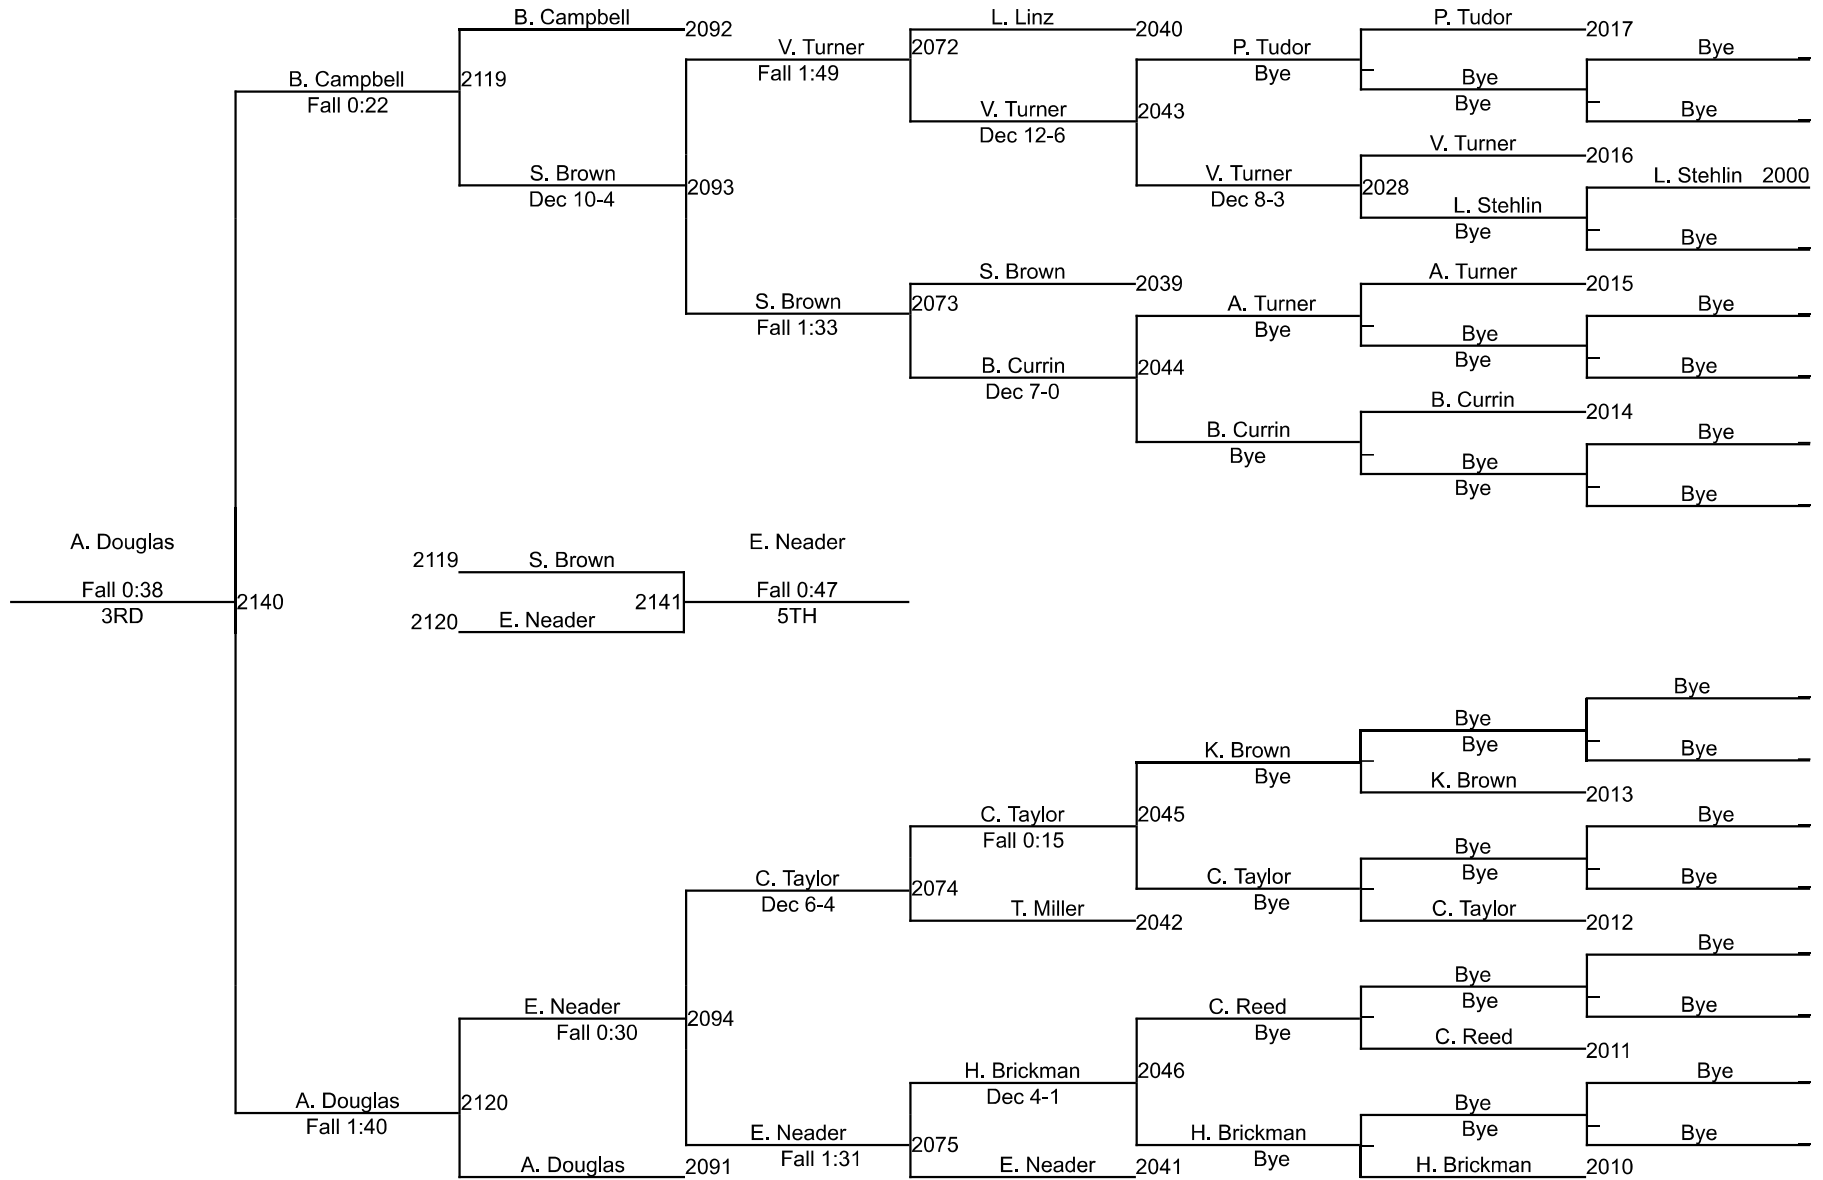 B. Campbell
2092
L. Linz
2040
P. Tudor
2017
V. Turner
2072
Fall 1:49
P. Tudor
Bye
Bye
B. Campbell
2119
Fall 0:22
Bye
Bye
V. Turner
2043
Dec 12-6
Bye
V. Turner
2016
S. Brown
2093
Dec 10-4
V. Turner
2028
Dec 8-3
L. Stehlin 2000
L. Stehlin
Bye
Bye
S. Brown
2039
A. Turner
2015
S. Brown
2073
Fall 1:33
A. Turner
Bye
Bye
Bye
Bye
B. Currin
2044
Dec 7-0
Bye
B. Currin
2014
B. Currin
Bye
Bye
Bye
Bye
Bye
A. Douglas
Fall 0:38
3RD
2140
2119
S. Brown
2120
E. Neader
2141
E. Neader
Fall 0:47
5TH
Bye
Bye
Bye
K. Brown
Bye
Bye
K. Brown
2013
C. Taylor
2045
Fall 0:15
Bye
Bye
Bye
C. Taylor
2074
Dec 6-4
C. Taylor
Bye
Bye
T. Miller
2042
C. Taylor
2012
Bye
Bye
Bye
E. Neader
2094
Fall 0:30
C. Reed
Bye
Bye
C. Reed
2011
H. Brickman
2046
Dec 4-1
Bye
A. Douglas
2120
Fall 1:40
Bye
Bye
E. Neader
2075
Fall 1:31
H. Brickman
Bye
Bye
A. Douglas
2091
E. Neader
2041
H. Brickman
2010